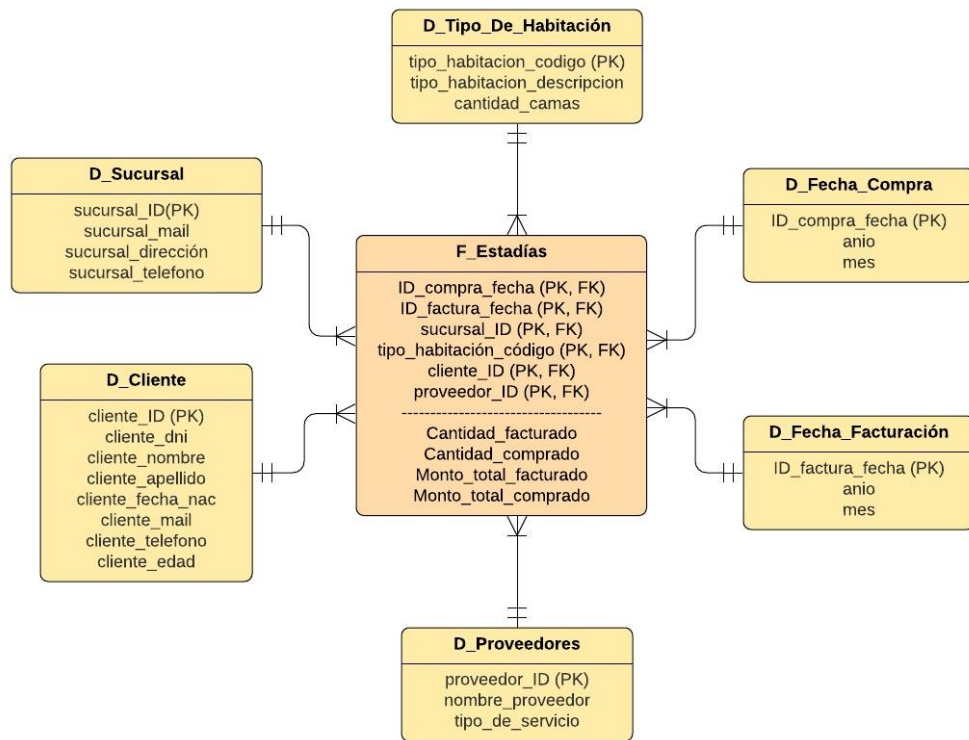 D_Tipo_De_Habitación
tipo_habitacion_codigo (PK)
tipo_habitacion_descripcion
cantidad_camas
D_Sucursal
sucursal_ID(PK)
sucursal_mail
sucursal_dirección
sucursal_telefono
D_Fecha_Compra
ID_compra_fecha (PK)
anio
mes
F_Estadías
ID_compra_fecha (PK, FK)
ID_factura_fecha (PK, FK)
sucursal_ID (PK, FK)
tipo_habitación_código (PK, FK)
cliente_ID (PK, FK)
proveedor_ID (PK, FK)
-----------------------------------
Cantidad_facturado
Cantidad_comprado
Monto_total_facturado
Monto_total_comprado
D_Cliente
cliente_ID (PK)
cliente_dni
cliente_nombre
cliente_apellido
cliente_fecha_nac
cliente_mail
cliente_telefono
cliente_edad
D_Fecha_Facturación
ID_factura_fecha (PK)
anio
mes
D_Proveedores
proveedor_ID (PK)
nombre_proveedor
tipo_de_servicio